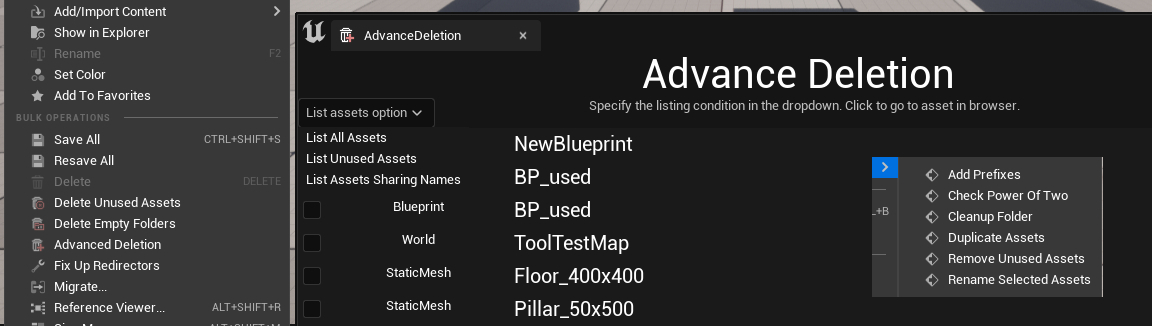 Add/Import Content
Show in Explorer
Rename F2
Set Color
Add To Favorites
BULK OPERATIONS
Save All CTRL+SHIFT+S
Resave All
Delete DELETE
Delete Unused Assets
Delete Empty Folders
Advanced Deletion
Fix Up Redirectors
Migrate...
Reference Viewer... ALT+SHIFT+R
AdvanceDeletion
Advance Deletion
Specify the listing condition in the dropdown. Click to go to asset in browser.
List assets option
List All Assets
List Unused Assets
List Assets Sharing Names
NewBlueprint
BP_used
Blueprint BP_used
World ToolTestMap
StaticMesh Floor_400x400
StaticMesh Pillar_50x500
L+B
Add Prefixes
Check Power Of Two
Cleanup Folder
Duplicate Assets
Remove Unused Assets
Rename Selected Assets